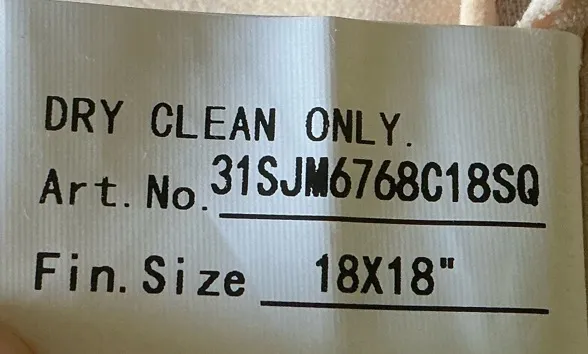 DRY CLEAN ONLY.
Art. No. 31SJM6768C18SQ
Fin. Size 18X18"